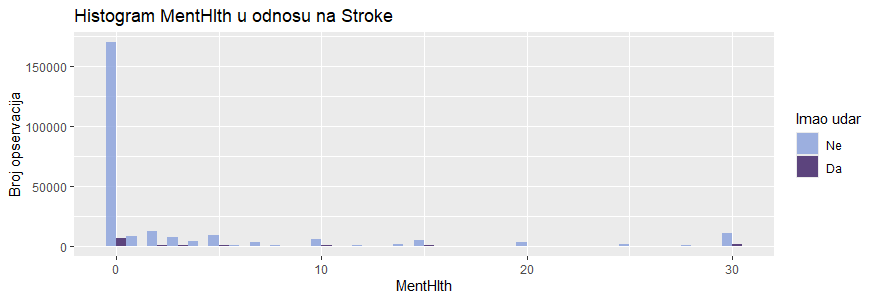 Histogram MentHlth u odnosu na Stroke
Broj opservacija
150000
100000
50000
0
0 10 20 30
MentHlth
Imao udar
Ne
Da